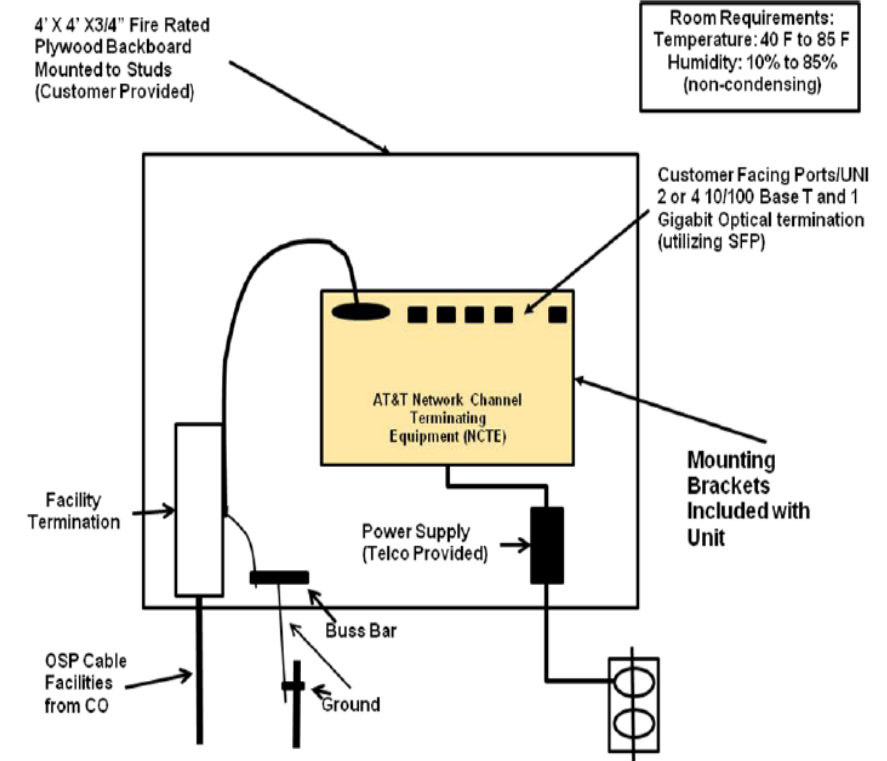 4' X 4' X3/4" Fire Rated
Plywood Backboard
Mounted to Studs
(Customer Provided)
Room Requirements:
Temperature: 40 F to 85 F
Humidity: 10% to 85%
(non-condensing)
Customer Facing Ports/UNI
2 or 4 10/100 Base T and 1
Gigabit Optical termination
(utilizing SFP)
AT&T Network Channel
Terminating
Equipment (NCTE)
Mounting
Brackets
Included with
Unit
Facility
Termination
Power Supply
(Telco Provided)
Buss Bar
OSP Cable
Facilities
from CO
Ground